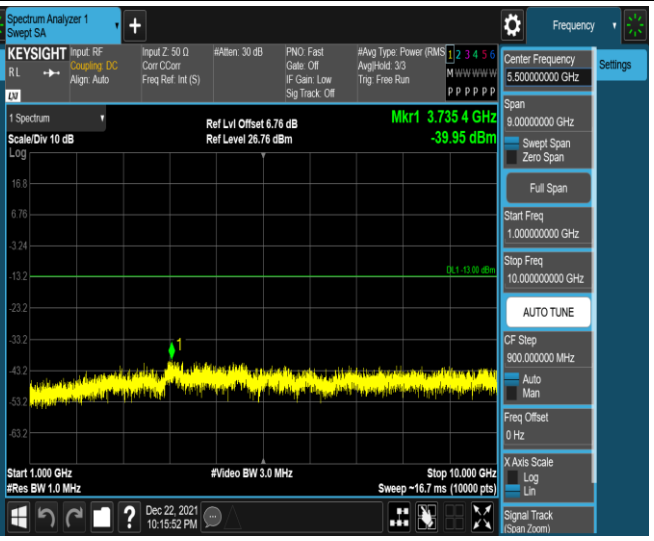 Spectrum Analyzer 1
Swept SA
Frequency
KEYSIGHT
RL
Input: RF
Coupling: DC
Align: Auto
Input Z: 50 Ω
Corr CCorr
Freq Ref: Int (S)
#Atten: 30 dB
PNO: Fast
Gate: Off
IF Gain: Low
Sig Track: Off
#Avg Type: Power (RMS
Avg|Hold: 3/3
Trig: Free Run
1 2 3 4 5 6
M W W W W W
P P P P P P
LXI
1 Spectrum
Scale/Div 10 dB
Log
Ref Lvl Offset 6.76 dB
Ref Level 26.76 dBm
Mkr1 3.735 4 GHz
-39.95 dBm
16.8
6.76
-3.24
-13.2
-23.2
-33.2
-43.2
-53.2
-63.2
DL1 -13.00 dBm
1
Start 1.000 GHz
#Res BW 1.0 MHz
#Video BW 3.0 MHz
Stop 10.000 GHz
Sweep ~16.7 ms (10000 pts)
Center Frequency
5.500000000 GHz
Settings
Span
9.00000000 GHz
Swept Span
Zero Span
Full Span
Start Freq
1.000000000 GHz
Stop Freq
10.000000000 GHz
AUTO TUNE
CF Step
900.000000 MHz
Auto
Man
Freq Offset
0 Hz
X Axis Scale
Log
Lin
Signal Track
(Span Zoom)
?
Dec 22, 2021
10:15:52 PM